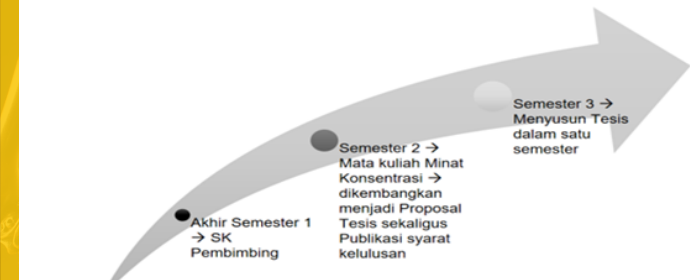 Akhir Semester 1
→ SK
Pembimbing
Semester 2 →
Mata kuliah Minat
Konsentrasi →
dikembangkan
menjadi Proposal
Tesis sekaligus
Publikasi syarat
kelulusan
Semester 3 →
Menyusun Tesis
dalam satu
semester